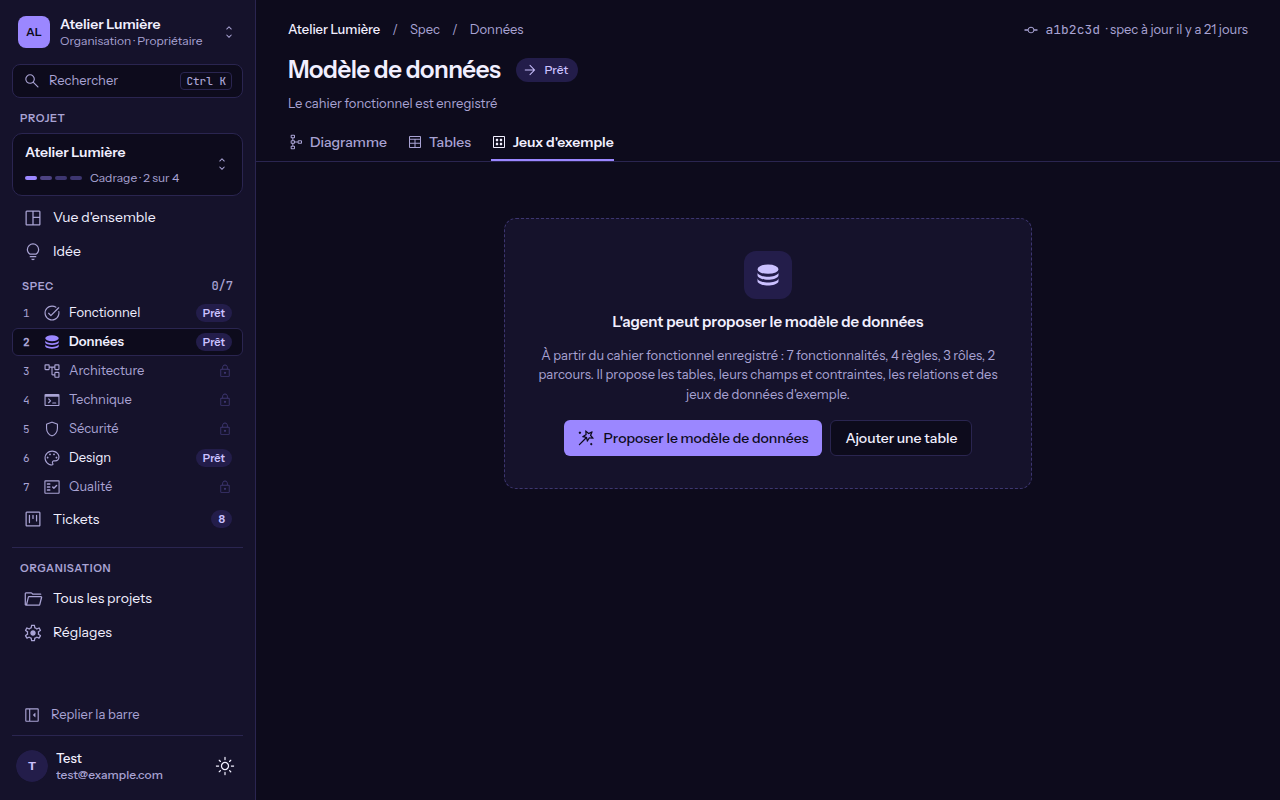 AL
Atelier Lumière
Organisation · Propriétaire
Rechercher
Ctrl K
PROJET
Atelier Lumière
Cadrage · 2 sur 4
Vue d'ensemble
Idée
SPEC 0/7
1 Fonctionnel Prêt
2 Données Prêt
3 Architecture
4 Technique
5 Sécurité
6 Design Prêt
7 Qualité
Tickets 8
ORGANISATION
Tous les projets
Réglages
Replier la barre
T
Test
test@example.com
Atelier Lumière / Spec / Données
a1b2c3d · spec à jour il y a 21 jours
Modèle de données
Prêt
Le cahier fonctionnel est enregistré
Diagramme
Tables
Jeux d'exemple
L'agent peut proposer le modèle de données
À partir du cahier fonctionnel enregistré : 7 fonctionnalités, 4 règles, 3 rôles, 2
parcours. Il propose les tables, leurs champs et contraintes, les relations et des
jeux de données d'exemple.
Proposer le modèle de données
Ajouter une table